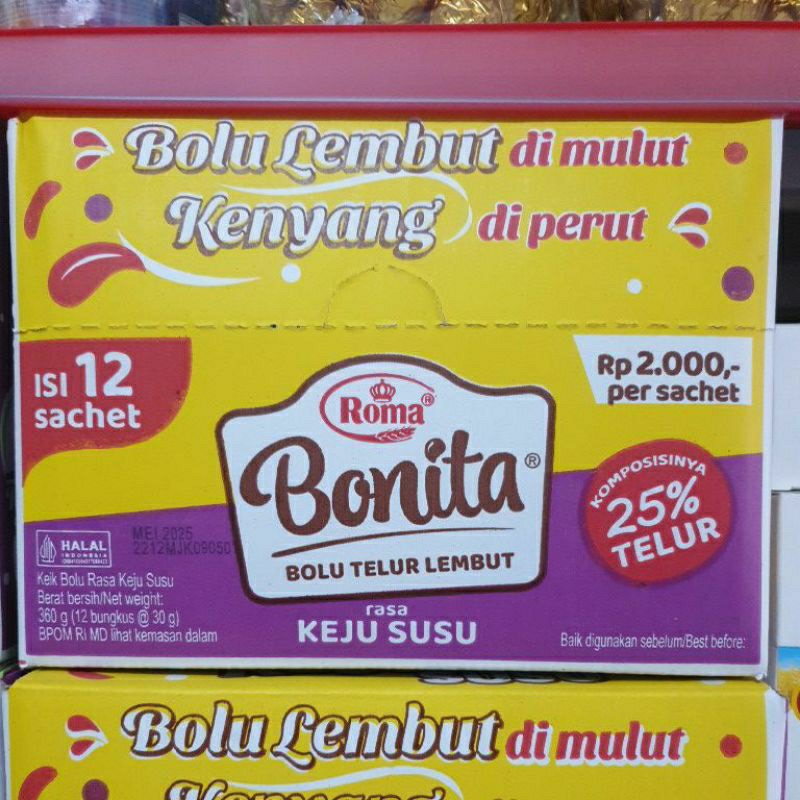 Bolu Lembut di mulut
Kenyang di perut
ISI 12
sachet
Rp 2.000,-
per sachet
Roma®
Bonita®
BOLU TELUR LEMBUT
KOMPOSISINYA
25%
TELUR
HALAL
INDONESIA
MEI 2025
2212MJK09050
Keik Bolu Rasa Keju Susu
Berat bersih/Net weight:
360 g (12 bungkus @ 30 g)
BPOM RI MD lihat kemasan dalam
rasa
KEJU SUSU
Baik digunakan sebelum/Best before:
Bolu Lembut di mulut
Kenyang